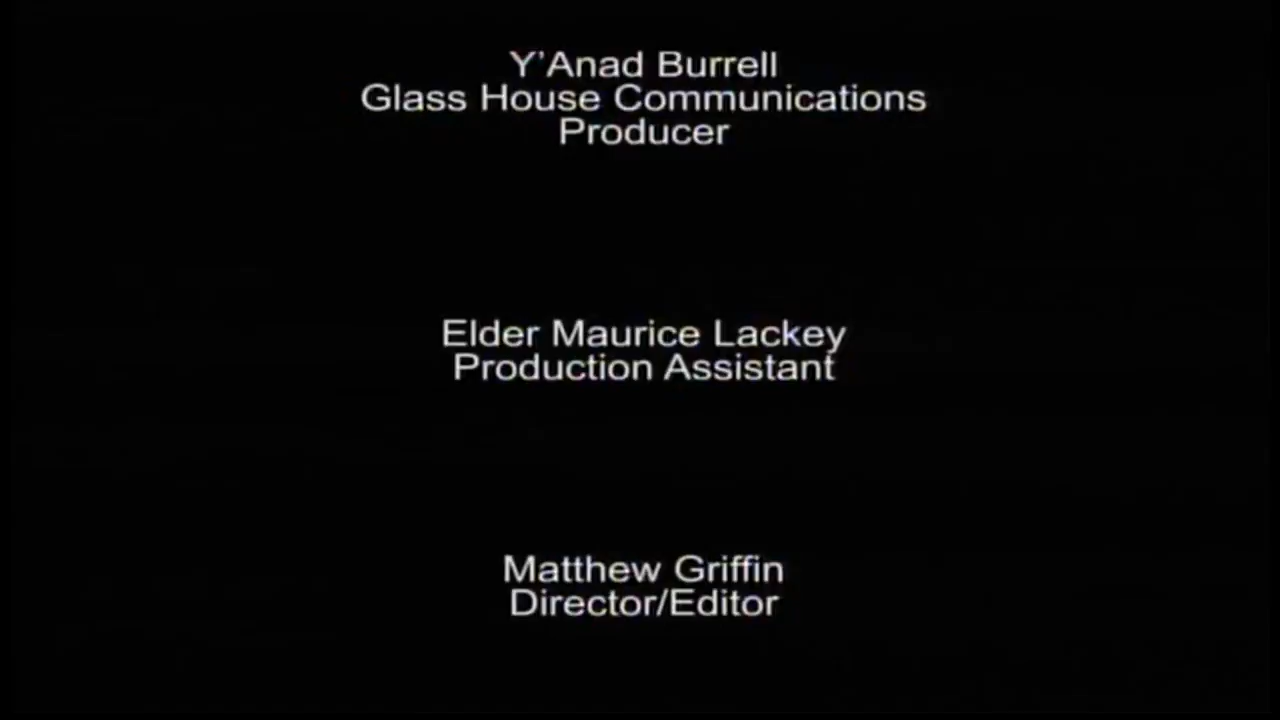 Y’Anad Burrell
Glass House Communications
Producer
Elder Maurice Lackey
Production Assistant
Matthew Griffin
Director/Editor